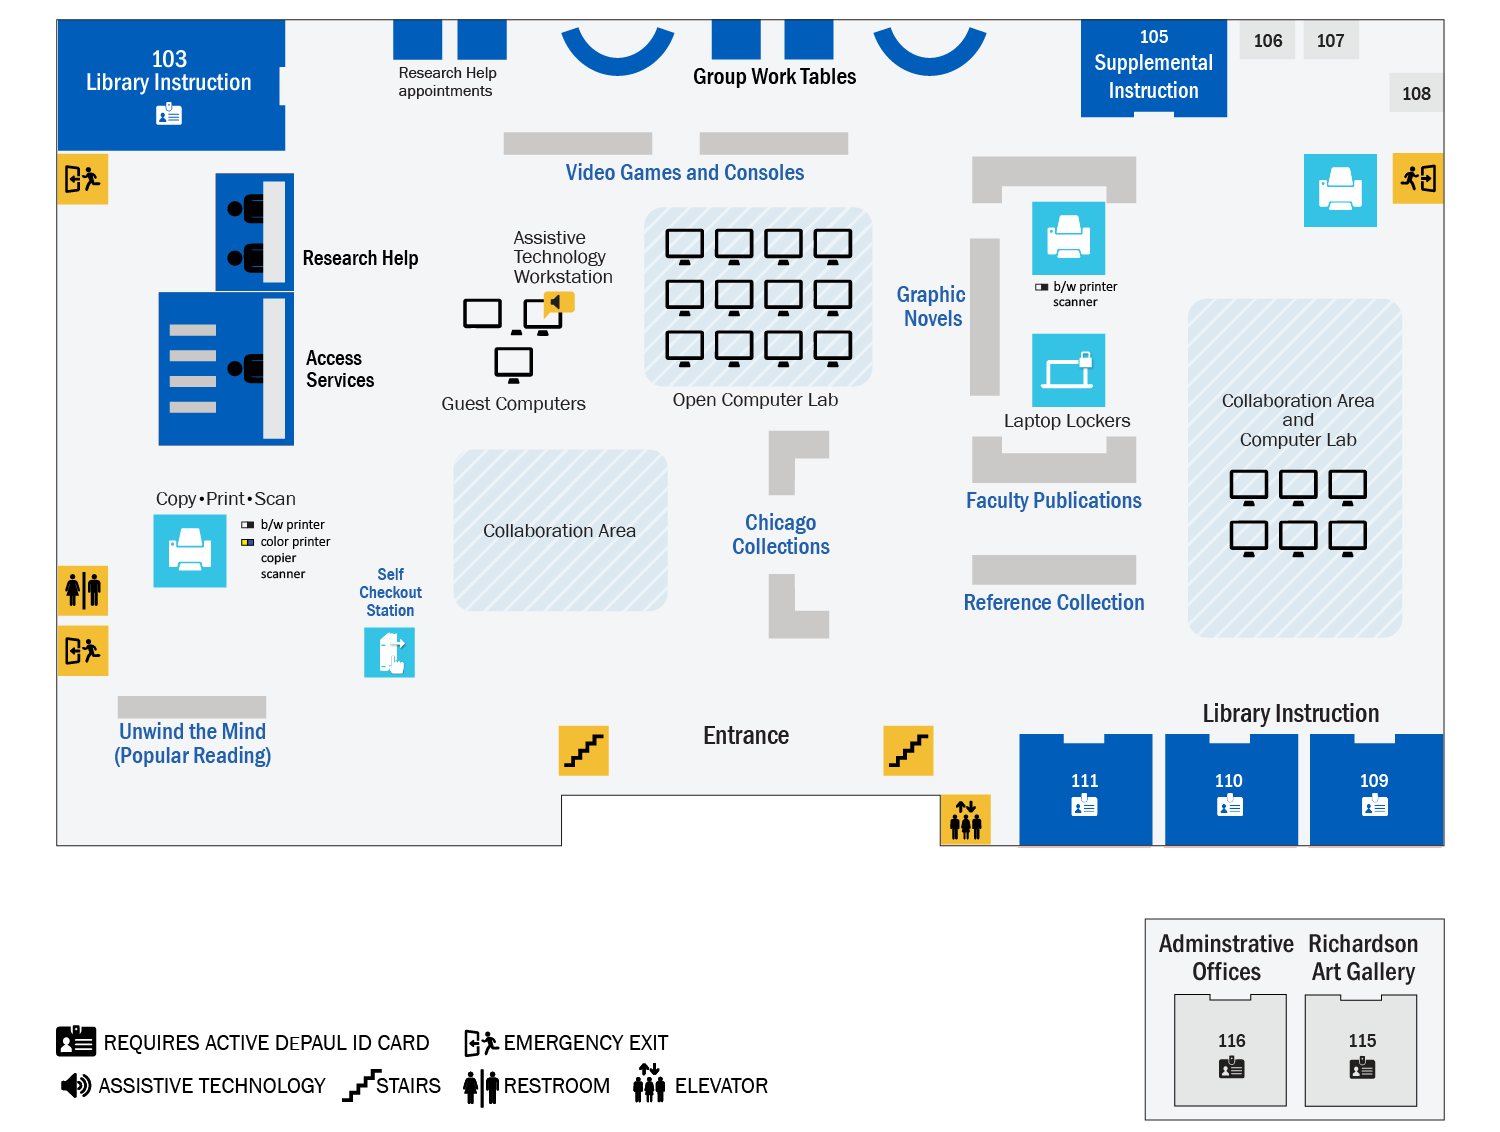 103
Library Instruction
Research Help
appointments
Group Work Tables
105
Supplemental
Instruction
106
107
108
Video Games and Consoles
Research Help
Assistive
Technology
Workstation
Graphic
Novels
b/w printer
scanner
Access
Services
Guest Computers
Open Computer Lab
Laptop Lockers
Collaboration Area
and
Computer Lab
Copy•Print•Scan
b/w printer
color printer
copier
scanner
Collaboration Area
Chicago
Collections
Faculty Publications
Self
Checkout
Station
Reference Collection
Unwind the Mind
(Popular Reading)
Entrance
Library Instruction
111
110
109
Adminstrative
Offices
Richardson
Art Gallery
116
115
REQUIRES ACTIVE DePAUL ID CARD
EMERGENCY EXIT
ASSISTIVE TECHNOLOGY
STAIRS
RESTROOM
ELEVATOR